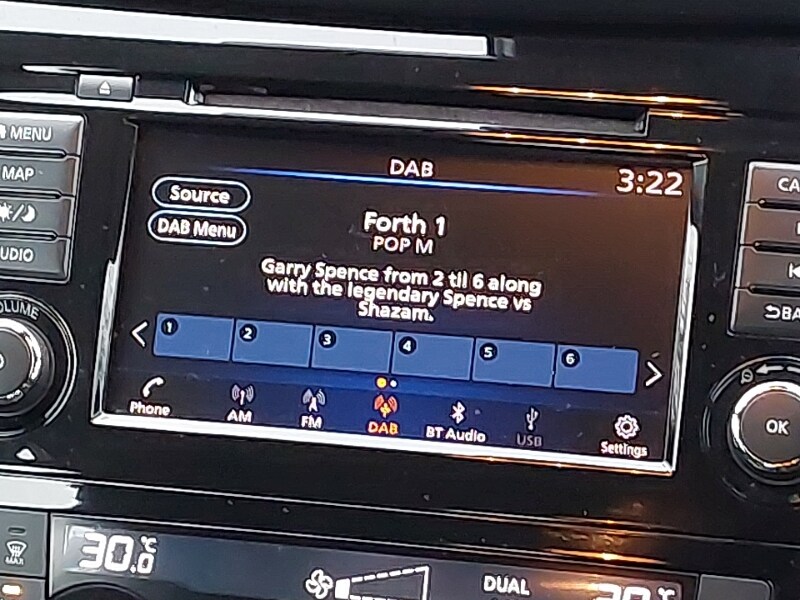 MENU
MAP
UDIO
OLUME
DAB
3:22
Source
DAB Menu
Forth 1
POP M
Garry Spence from 2 til 6 along
with the legendary Spence vs
Shazam.
1 2 3 4 5 6
Phone AM FM DAB BT Audio USB Settings
CA
BA
OK
MAX
30.0°C
DUAL
°C